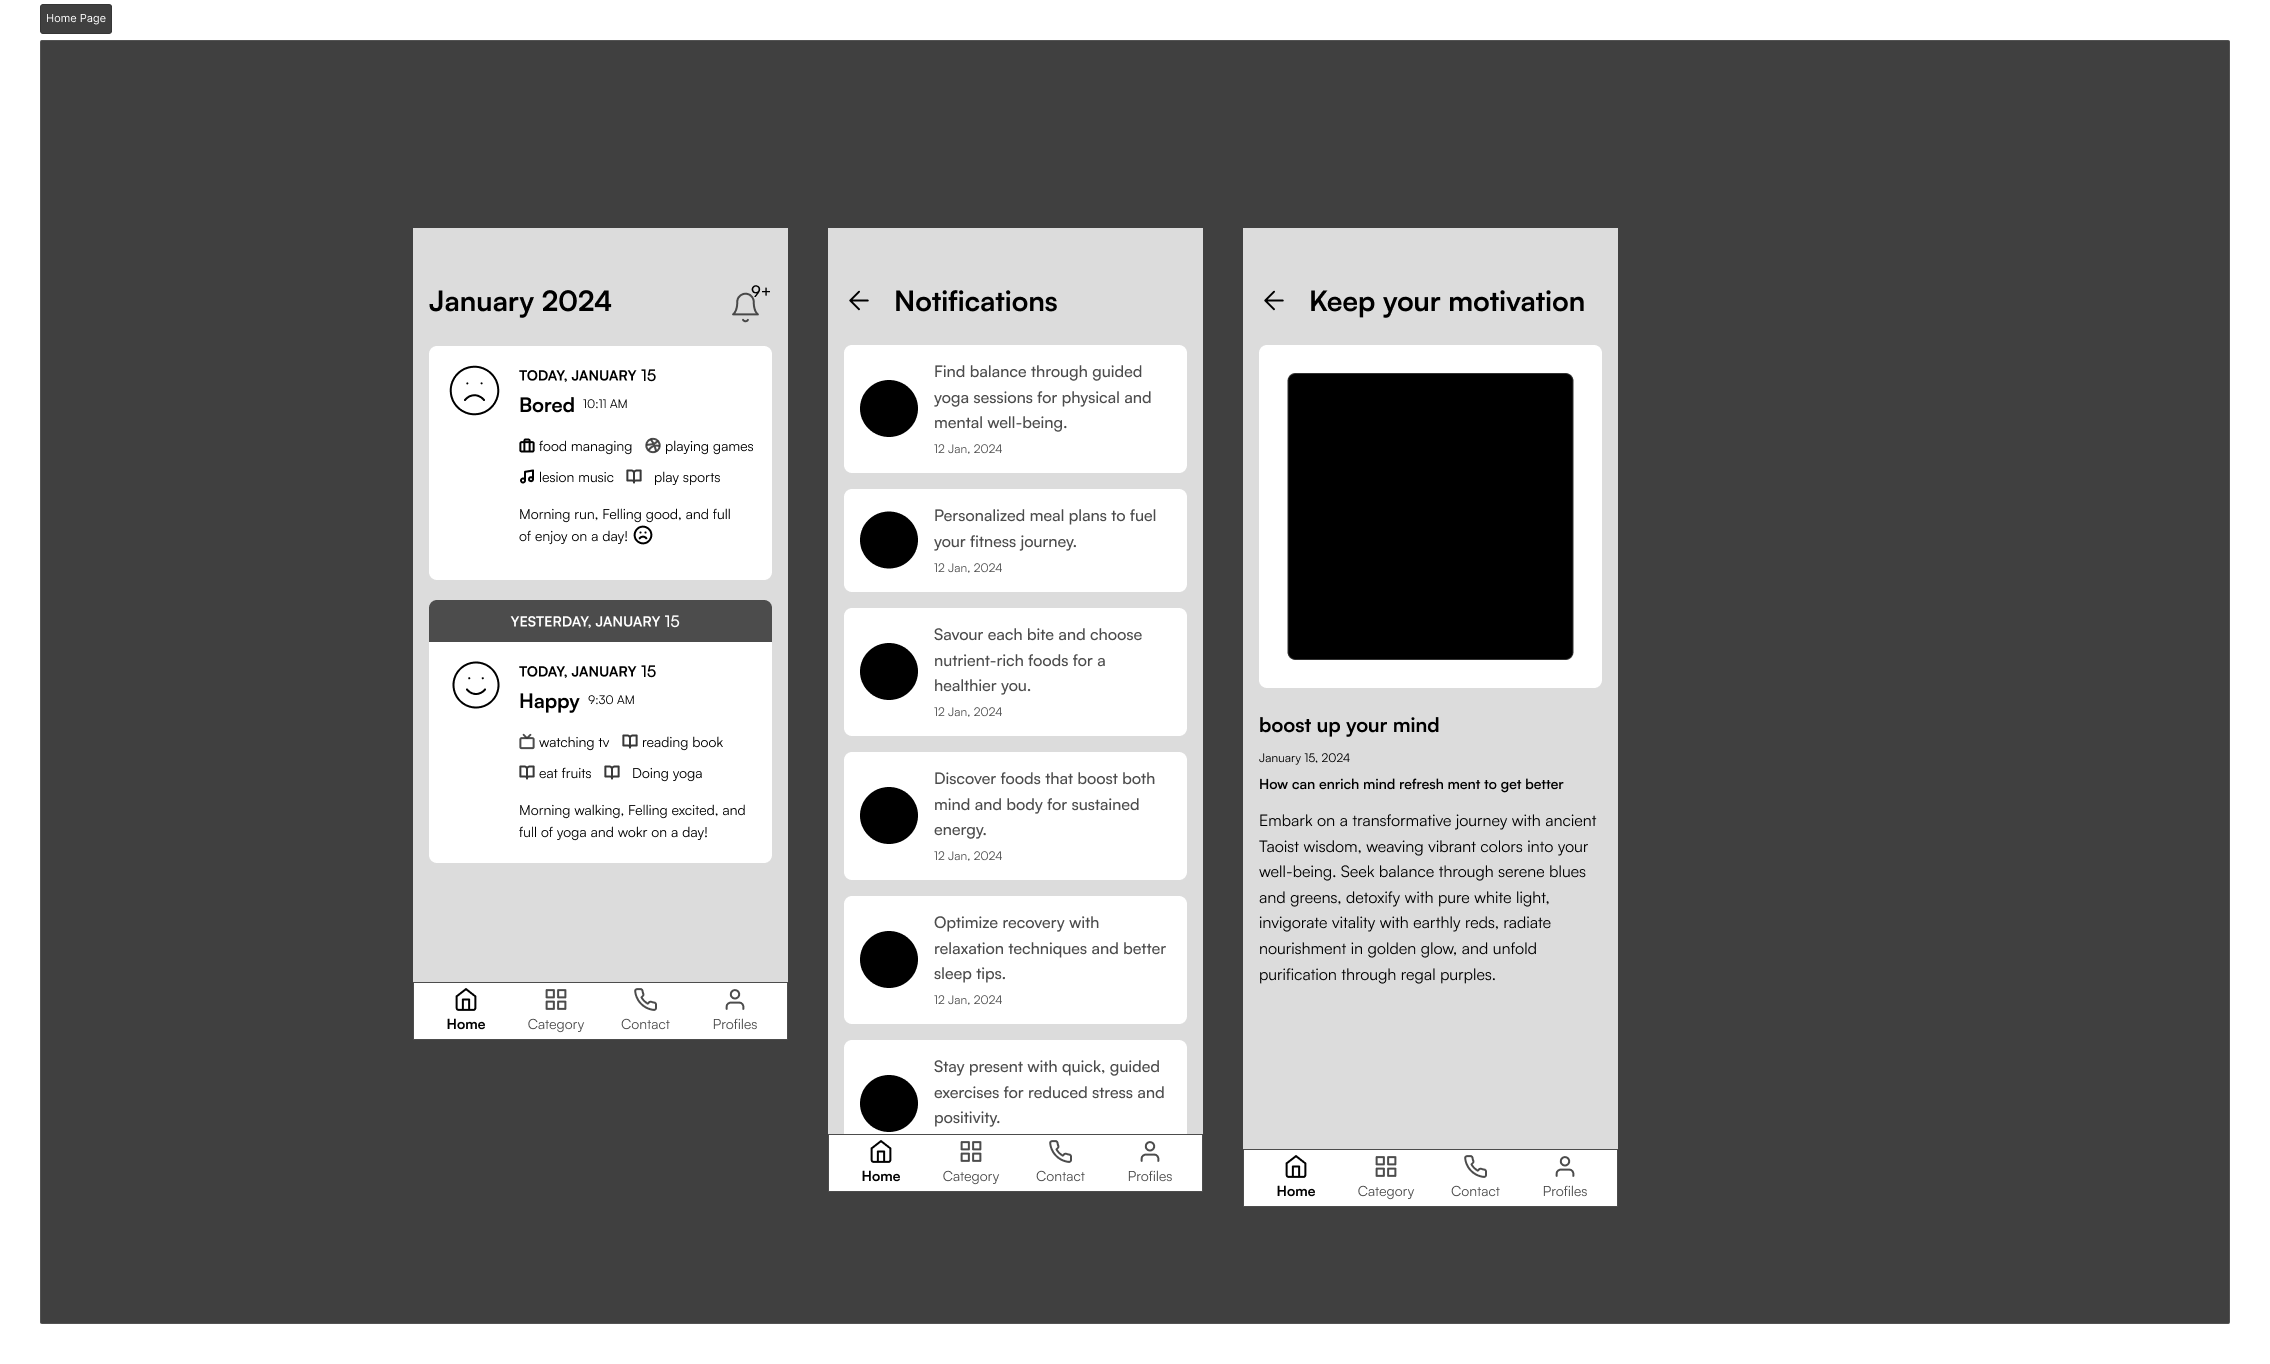 Home Page
January 2024
9+
TODAY, JANUARY 15
Bored 10:11 AM
food managing playing games
lesion music play sports
Morning run, Felling good, and full
of enjoy on a day!
YESTERDAY, JANUARY 15
TODAY, JANUARY 15
Happy 9:30 AM
watching tv reading book
eat fruits Doing yoga
Morning walking, Felling excited, and
full of yoga and wokr on a day!
Home Category Contact Profiles
Notifications
Find balance through guided
yoga sessions for physical and
mental well-being.
12 Jan, 2024
Personalized meal plans to fuel
your fitness journey.
12 Jan, 2024
Savour each bite and choose
nutrient-rich foods for a
healthier you.
12 Jan, 2024
Discover foods that boost both
mind and body for sustained
energy.
12 Jan, 2024
Optimize recovery with
relaxation techniques and better
sleep tips.
12 Jan, 2024
Stay present with quick, guided
exercises for reduced stress and
positivity.
Home Category Contact Profiles
Keep your motivation
boost up your mind
January 15, 2024
How can enrich mind refresh ment to get better
Embark on a transformative journey with ancient
Taoist wisdom, weaving vibrant colors into your
well-being. Seek balance through serene blues
and greens, detoxify with pure white light,
invigorate vitality with earthly reds, radiate
nourishment in golden glow, and unfold
purification through regal purples.
Home Category Contact Profiles